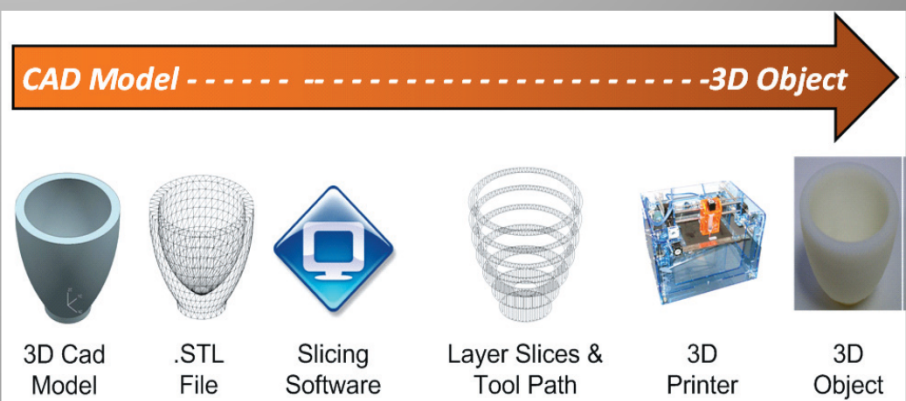 CAD Model - - - - - - -- - - - - - - - - - - - - - - - - - - - - - -3D Object
3D Cad
Model
.STL
File
Slicing
Software
Layer Slices &
Tool Path
3D
Printer
3D
Object